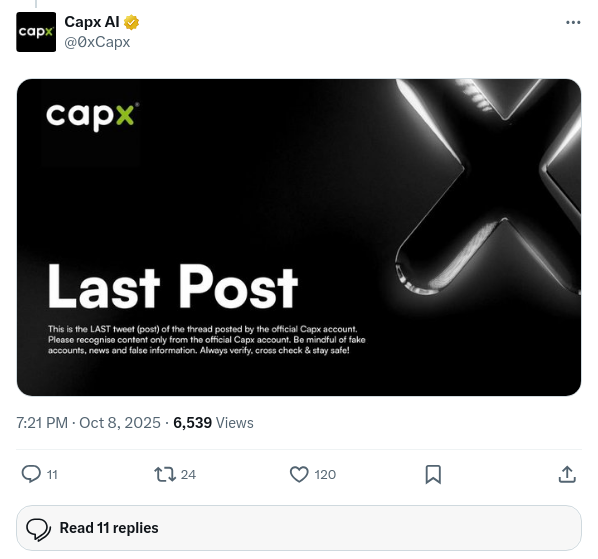 capx
Capx AI
@0xCapx
capx
Last Post
This is the LAST tweet (post) of the thread posted by the official Capx account.
Please recognise content only from the official Capx account. Be mindful of fake
accounts, news and false information. Always verify, cross check & stay safe!
7:21 PM · Oct 8, 2025 · 6,539 Views
11 24 120
Read 11 replies